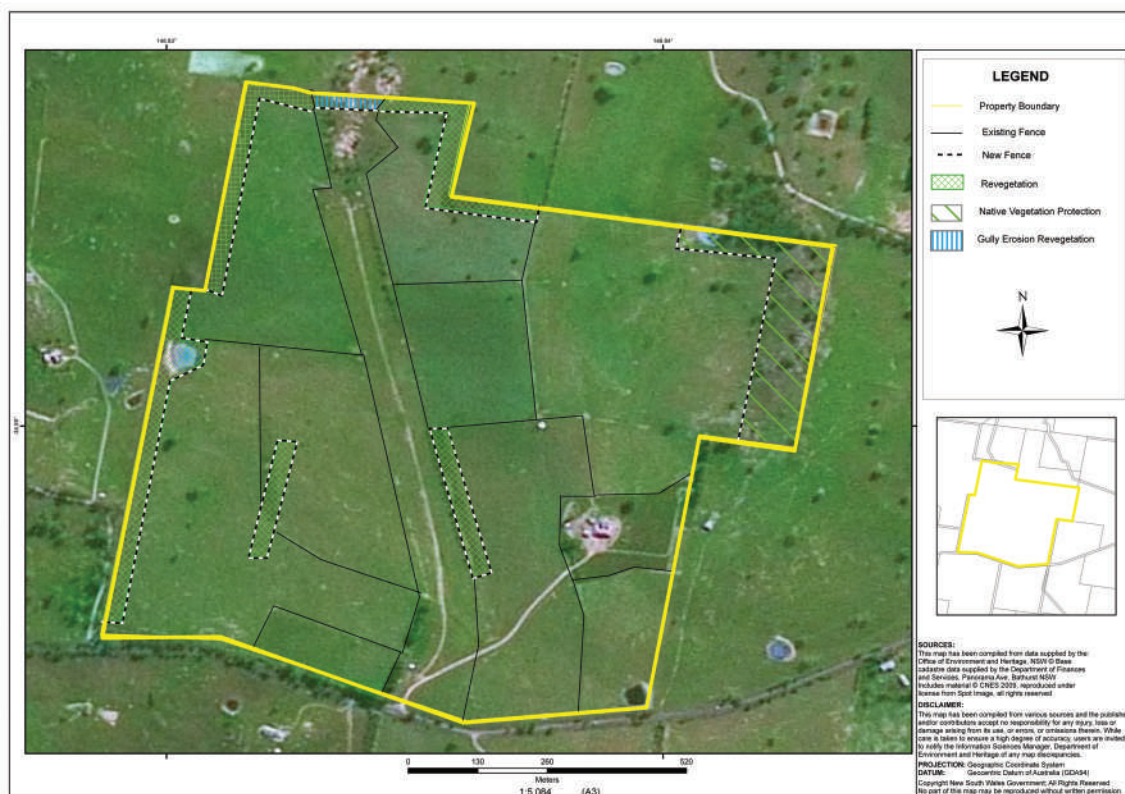 148.83°
148.84°
LEGEND
Property Boundary
Existing Fence
New Fence
Revegetation
Native Vegetation Protection
Gully Erosion Revegetation
N
SOURCES:
This map has been compiled from data supplied by the
Office of Environment and Heritage, NSW © Base
cadastre data supplied by the Department of Finances
and Services, Panorama Ave, Bathurst NSW
Includes material © CNES 2009, reproduced under
license from Spot Image, all rights reserved
DISCLAIMER:
This map has been compiled from various sources and the publisher
and/or contributors accept no responsibility for any injury, loss or
damage arising from its use, or errors, or omissions therein. While
care is taken to ensure a high degree of accuracy, users are invited
to notify the Information Sciences Manager, Department of
Environment and Heritage of any map discrepancies.
PROJECTION: Geographic Coordinate System
DATUM: Geocentric Datum of Australia (GDA94)
Copyright New South Wales Government; All Rights Reserved
No part of this map may be reproduced without written permission
0 130 260 520
Meters
1:5,084 (A3)